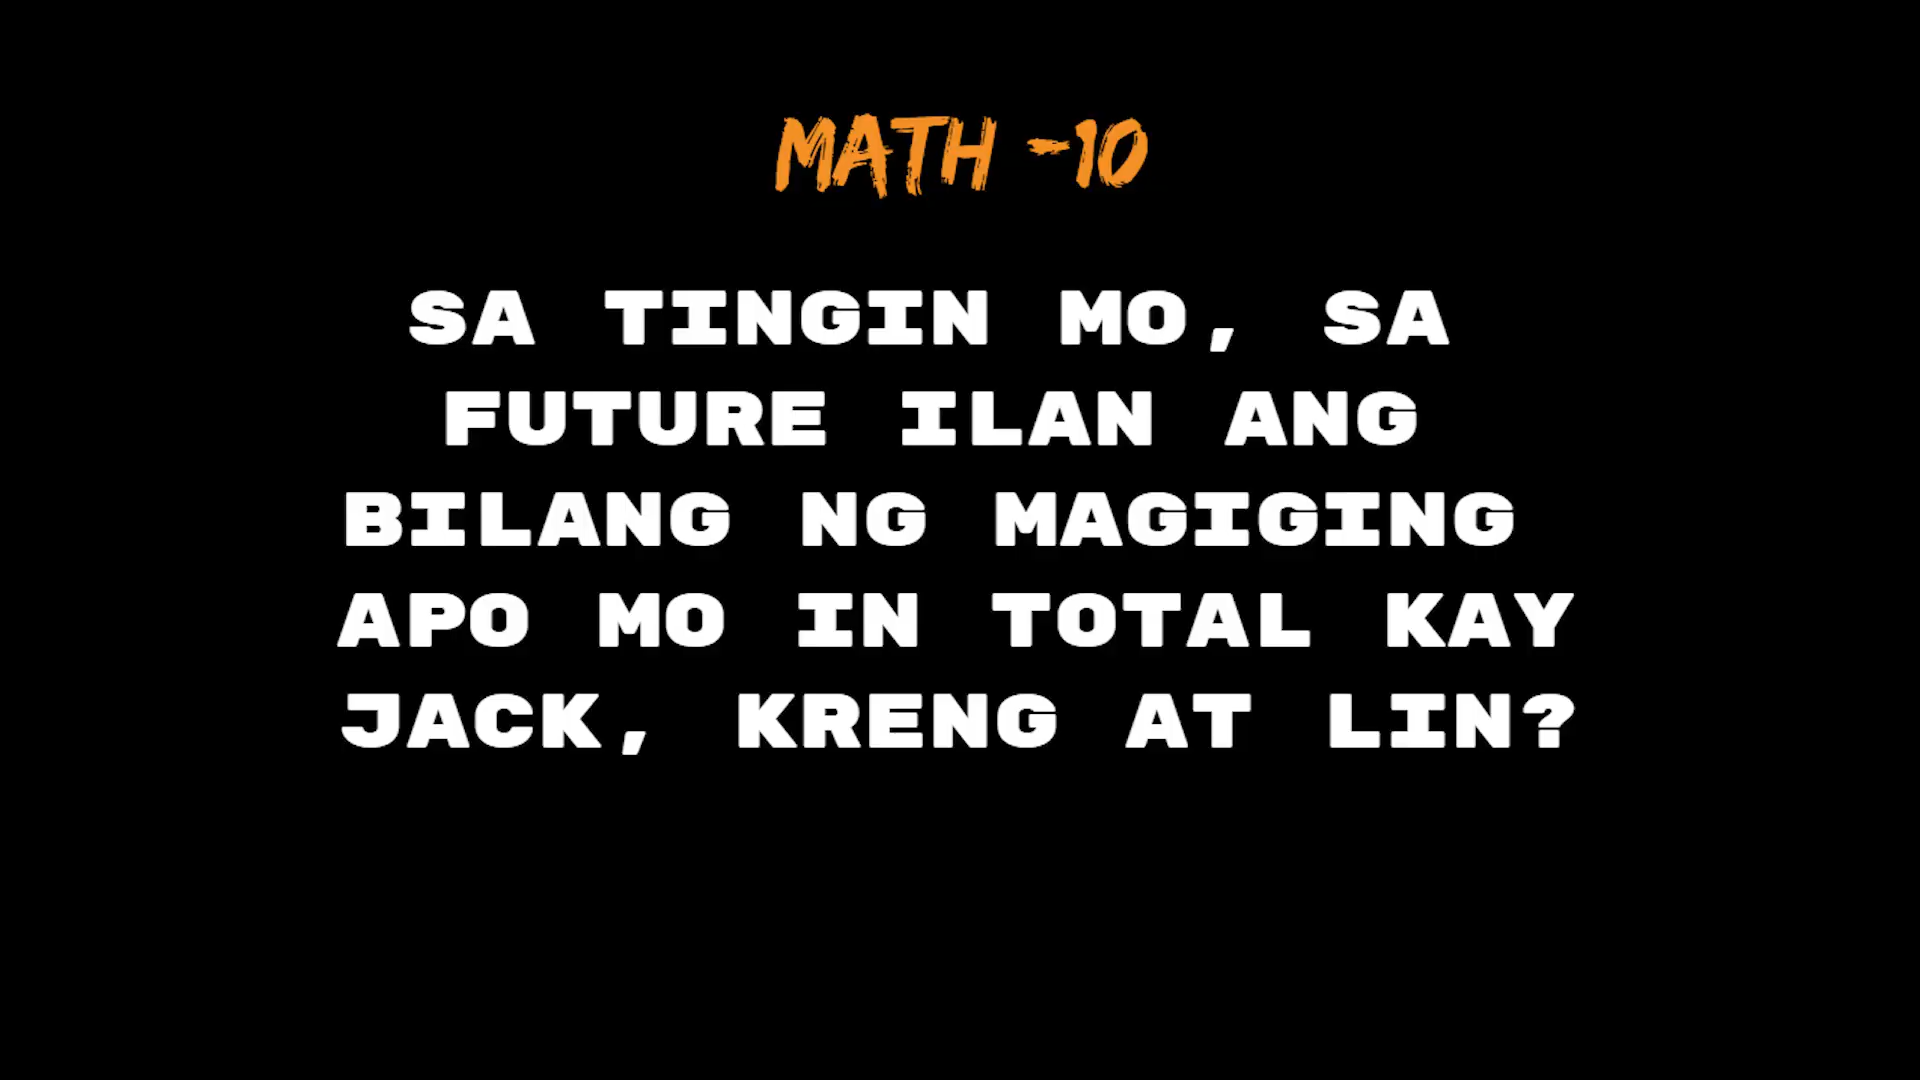 MATH -10
SA TINGIN MO, SA
FUTURE ILAN ANG
BILANG NG MAGIGING
APO MO IN TOTAL KAY
JACK, KRENG AT LIN?